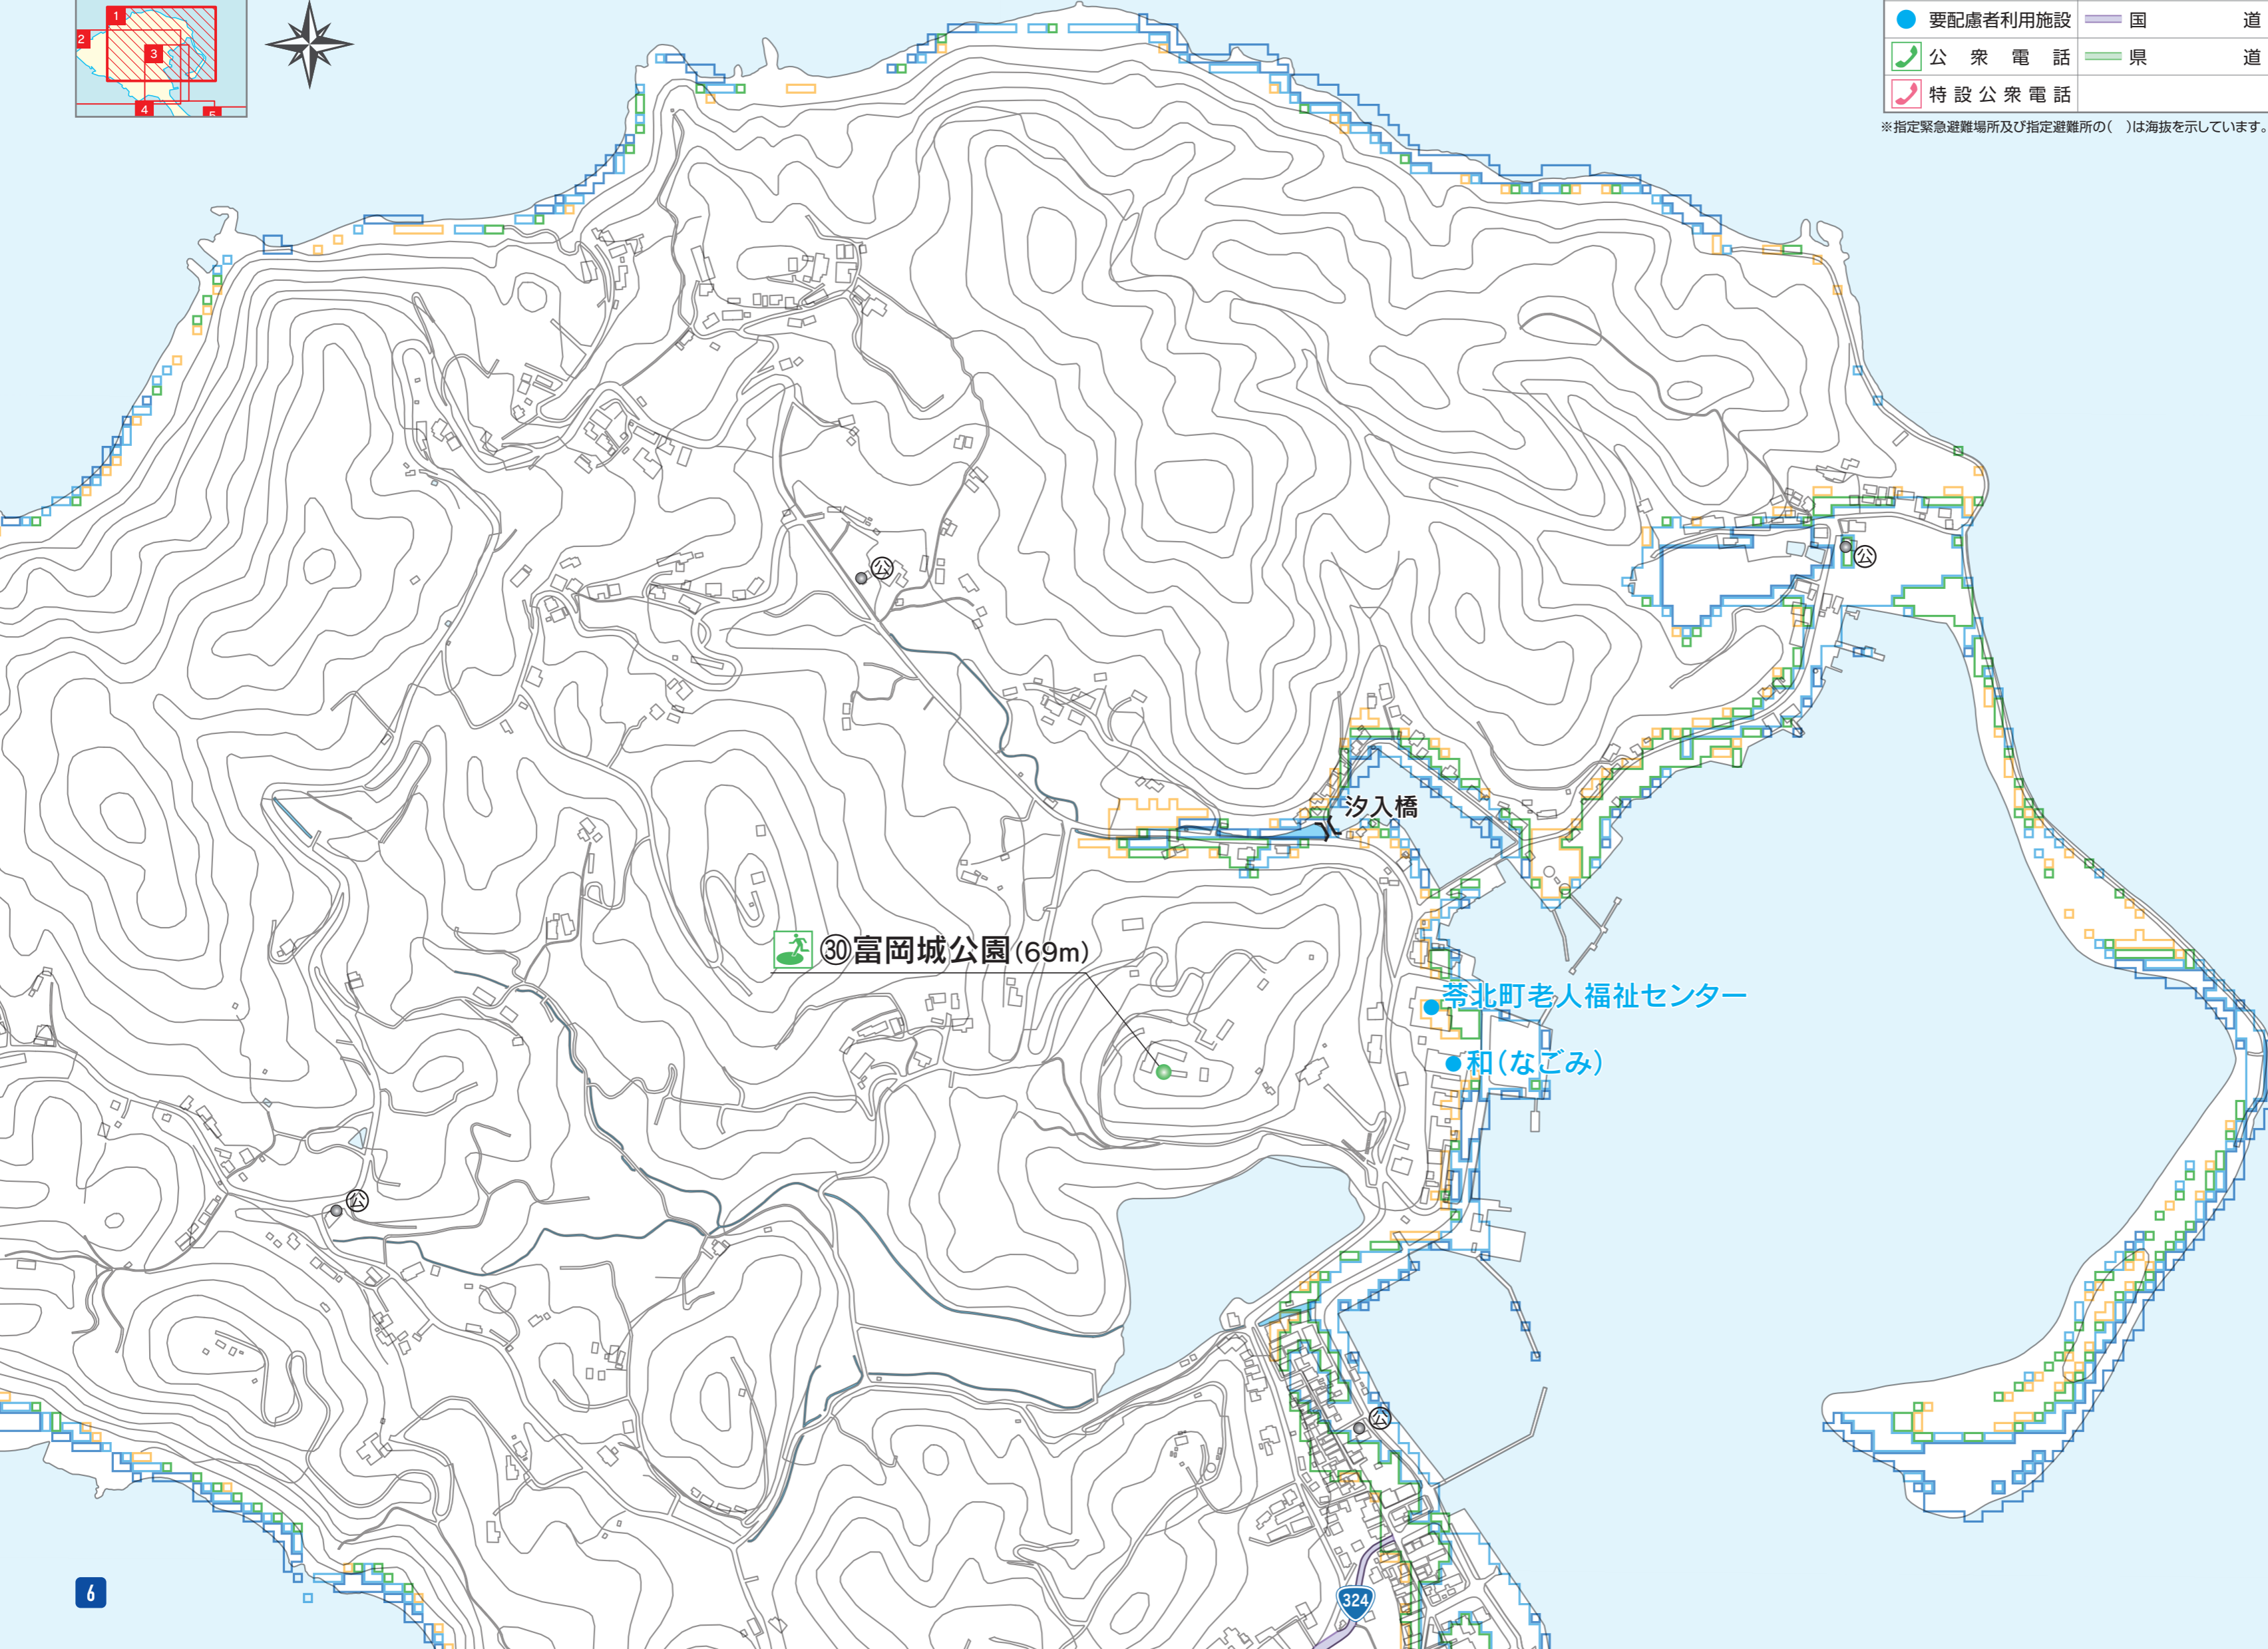 1
2
3
4
5
要配慮者利用施設
国道
公衆電話
県道
特設公衆電話
※指定緊急避難場所及び指定避難所の(　)は海抜を示しています。
公
公
汐入橋
㉚富岡城公園(69m)
苓北町老人福祉センター
和(なごみ)
公
公
324
6